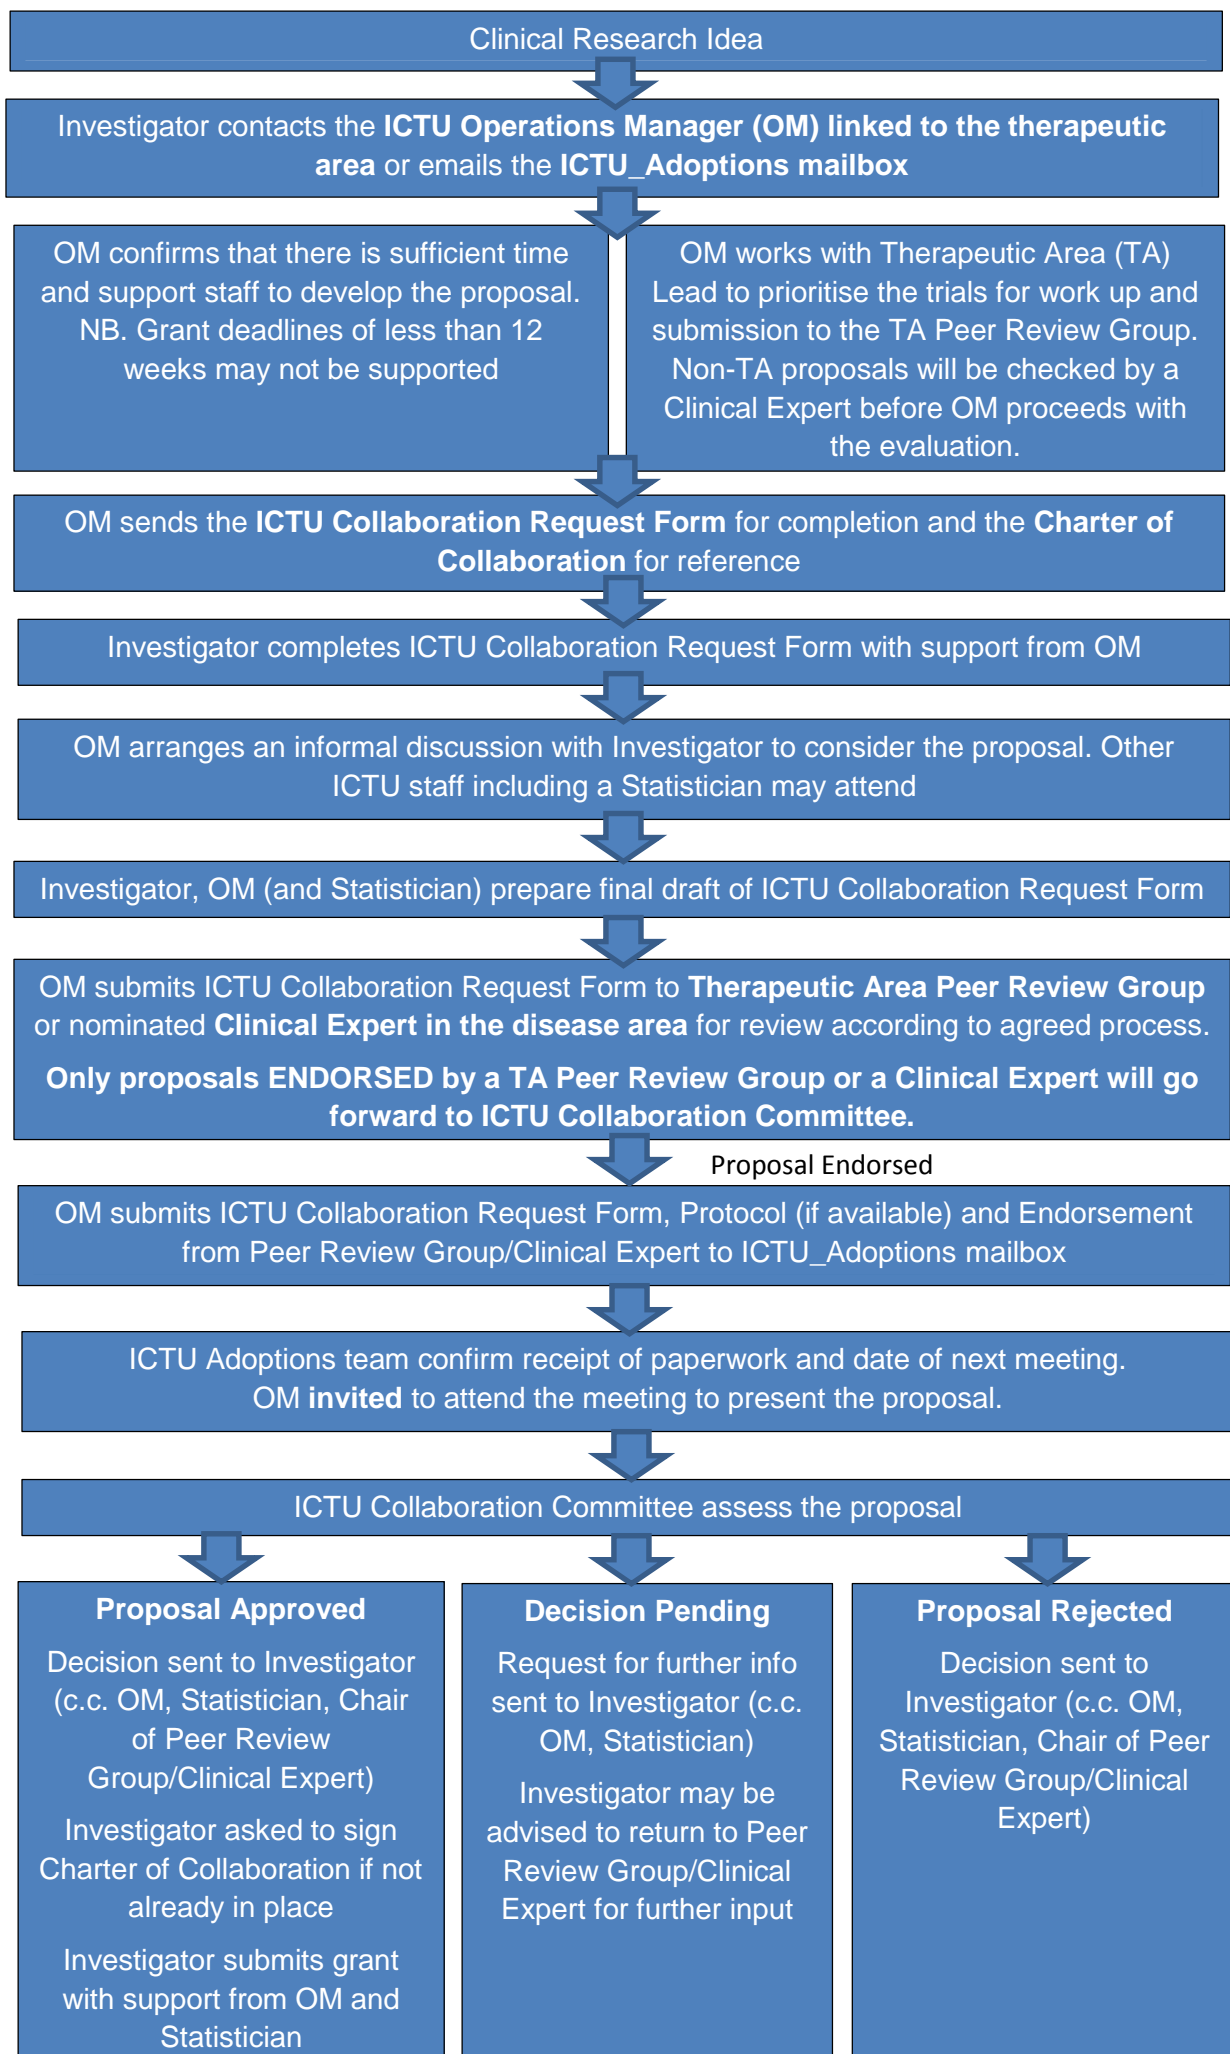 Clinical Research Idea
Investigator contacts the ICTU Operations Manager (OM) linked to the therapeutic
area or emails the ICTU_Adoptions mailbox
OM confirms that there is sufficient time
and support staff to develop the proposal.
NB. Grant deadlines of less than 12
weeks may not be supported
OM works with Therapeutic Area (TA)
Lead to prioritise the trials for work up and
submission to the TA Peer Review Group.
Non-TA proposals will be checked by a
Clinical Expert before OM proceeds with
the evaluation.
OM sends the ICTU Collaboration Request Form for completion and the Charter of
Collaboration for reference
Investigator completes ICTU Collaboration Request Form with support from OM
OM arranges an informal discussion with Investigator to consider the proposal. Other
ICTU staff including a Statistician may attend
Investigator, OM (and Statistician) prepare final draft of ICTU Collaboration Request Form
OM submits ICTU Collaboration Request Form to Therapeutic Area Peer Review Group
or nominated Clinical Expert in the disease area for review according to agreed process.
Only proposals ENDORSED by a TA Peer Review Group or a Clinical Expert will go
forward to ICTU Collaboration Committee.
Proposal Endorsed
OM submits ICTU Collaboration Request Form, Protocol (if available) and Endorsement
from Peer Review Group/Clinical Expert to ICTU_Adoptions mailbox
ICTU Adoptions team confirm receipt of paperwork and date of next meeting.
OM invited to attend the meeting to present the proposal.
ICTU Collaboration Committee assess the proposal
Proposal Approved
Decision sent to Investigator
(c.c. OM, Statistician, Chair
of Peer Review
Group/Clinical Expert)
Investigator asked to sign
Charter of Collaboration if not
already in place
Investigator submits grant
with support from OM and
Statistician
Decision Pending
Request for further info
sent to Investigator (c.c.
OM, Statistician)
Investigator may be
advised to return to Peer
Review Group/Clinical
Expert for further input
Proposal Rejected
Decision sent to
Investigator (c.c. OM,
Statistician, Chair of Peer
Review Group/Clinical
Expert)